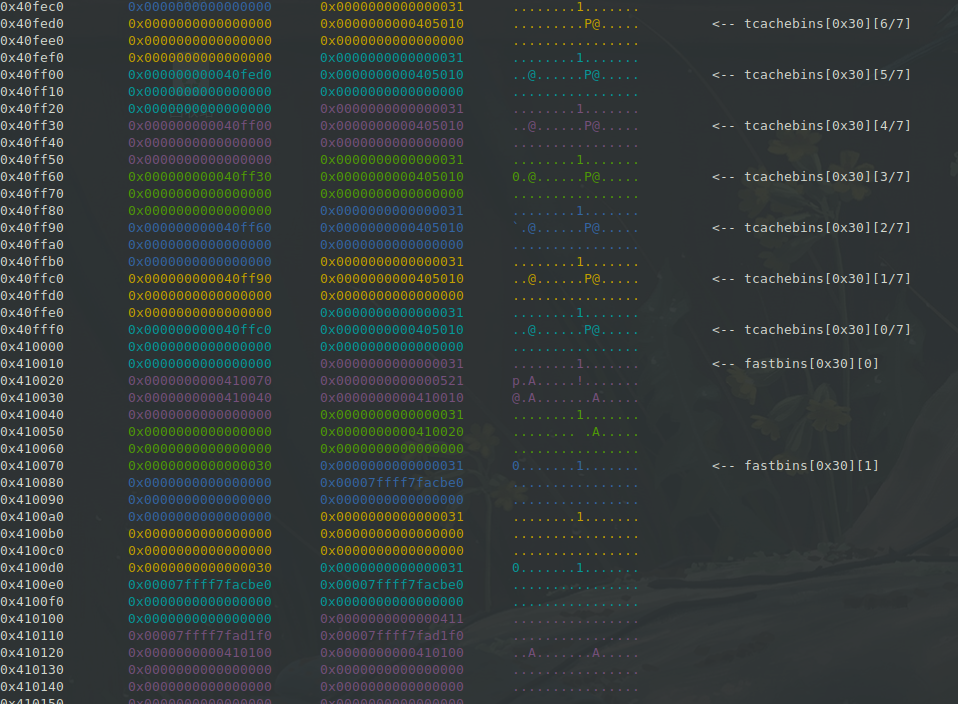 0x40fec0 0x0000000000000000 0x0000000000000031 ........1.......
0x40fed0 0x0000000000000000 0x0000000000405010 .........P@..... <-- tcachebins[0x30][6/7]
0x40fee0 0x0000000000000000 0x0000000000000000 ................
0x40fef0 0x0000000000000000 0x0000000000000031 ........1.......
0x40ff00 0x000000000040fed0 0x0000000000405010 ..@......P@..... <-- tcachebins[0x30][5/7]
0x40ff10 0x0000000000000000 0x0000000000000000 ................
0x40ff20 0x0000000000000000 0x0000000000000031 ........1.......
0x40ff30 0x000000000040ff00 0x0000000000405010 ..@......P@..... <-- tcachebins[0x30][4/7]
0x40ff40 0x0000000000000000 0x0000000000000000 ................
0x40ff50 0x0000000000000000 0x0000000000000031 ........1.......
0x40ff60 0x000000000040ff30 0x0000000000405010 0.@......P@..... <-- tcachebins[0x30][3/7]
0x40ff70 0x0000000000000000 0x0000000000000000 ................
0x40ff80 0x0000000000000000 0x0000000000000031 ........1.......
0x40ff90 0x000000000040ff60 0x0000000000405010 `.@......P@..... <-- tcachebins[0x30][2/7]
0x40ffa0 0x0000000000000000 0x0000000000000000 ................
0x40ffb0 0x0000000000000000 0x0000000000000031 ........1.......
0x40ffc0 0x000000000040ff90 0x0000000000405010 ..@......P@..... <-- tcachebins[0x30][1/7]
0x40ffd0 0x0000000000000000 0x0000000000000000 ................
0x40ffe0 0x0000000000000000 0x0000000000000031 ........1.......
0x40fff0 0x000000000040ffc0 0x0000000000405010 ..@......P@..... <-- tcachebins[0x30][0/7]
0x410000 0x0000000000000000 0x0000000000000000 ................
0x410010 0x0000000000000000 0x0000000000000031 ........1....... <-- fastbins[0x30][0]
0x410020 0x0000000000410070 0x0000000000000521 p.A.....!.......
0x410030 0x0000000000410040 0x0000000000410010 @.A.......A.....
0x410040 0x0000000000000000 0x0000000000000031 ........1.......
0x410050 0x0000000000000000 0x0000000000410020 ........ .A.....
0x410060 0x0000000000000000 0x0000000000000000 ................
0x410070 0x0000000000000030 0x0000000000000031 0.......1....... <-- fastbins[0x30][1]
0x410080 0x0000000000000000 0x00007ffff7facbe0 ................
0x410090 0x0000000000000000 0x0000000000000000 ................
0x4100a0 0x0000000000000000 0x0000000000000031 ........1.......
0x4100b0 0x0000000000000000 0x0000000000000000 ................
0x4100c0 0x0000000000000000 0x0000000000000000 ................
0x4100d0 0x0000000000000030 0x0000000000000031 0.......1.......
0x4100e0 0x00007ffff7facbe0 0x00007ffff7facbe0 ................
0x4100f0 0x0000000000000000 0x0000000000000000 ................
0x410100 0x0000000000000000 0x0000000000000411 ................
0x410110 0x00007ffff7fad1f0 0x00007ffff7fad1f0 ................
0x410120 0x0000000000410100 0x0000000000410100 ..A.......A.....
0x410130 0x0000000000000000 0x0000000000000000 ................
0x410140 0x0000000000000000 0x0000000000000000 ................